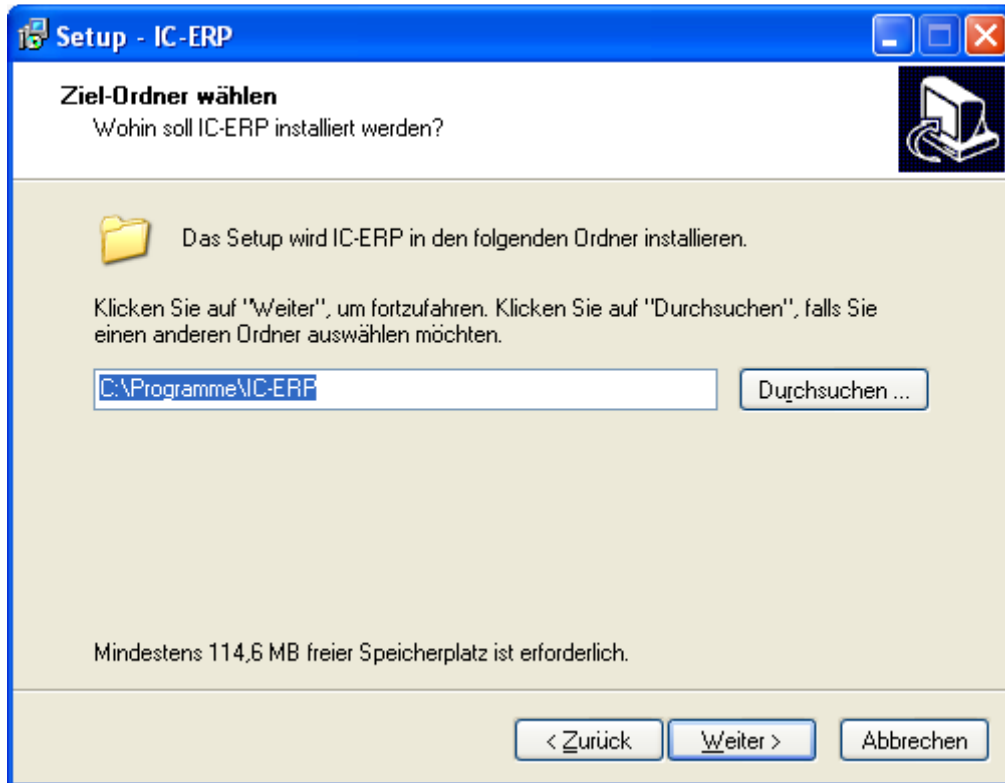 Setup - IC-ERP
Ziel-Ordner wählen
Wohin soll IC-ERP installiert werden?
Das Setup wird IC-ERP in den folgenden Ordner installieren.
Klicken Sie auf "Weiter", um fortzufahren. Klicken Sie auf "Durchsuchen", falls Sie
einen anderen Ordner auswählen möchten.
C:\Programme\IC-ERP Durchsuchen ...
Mindestens 114,6 MB freier Speicherplatz ist erforderlich.
< Zurück Weiter > Abbrechen